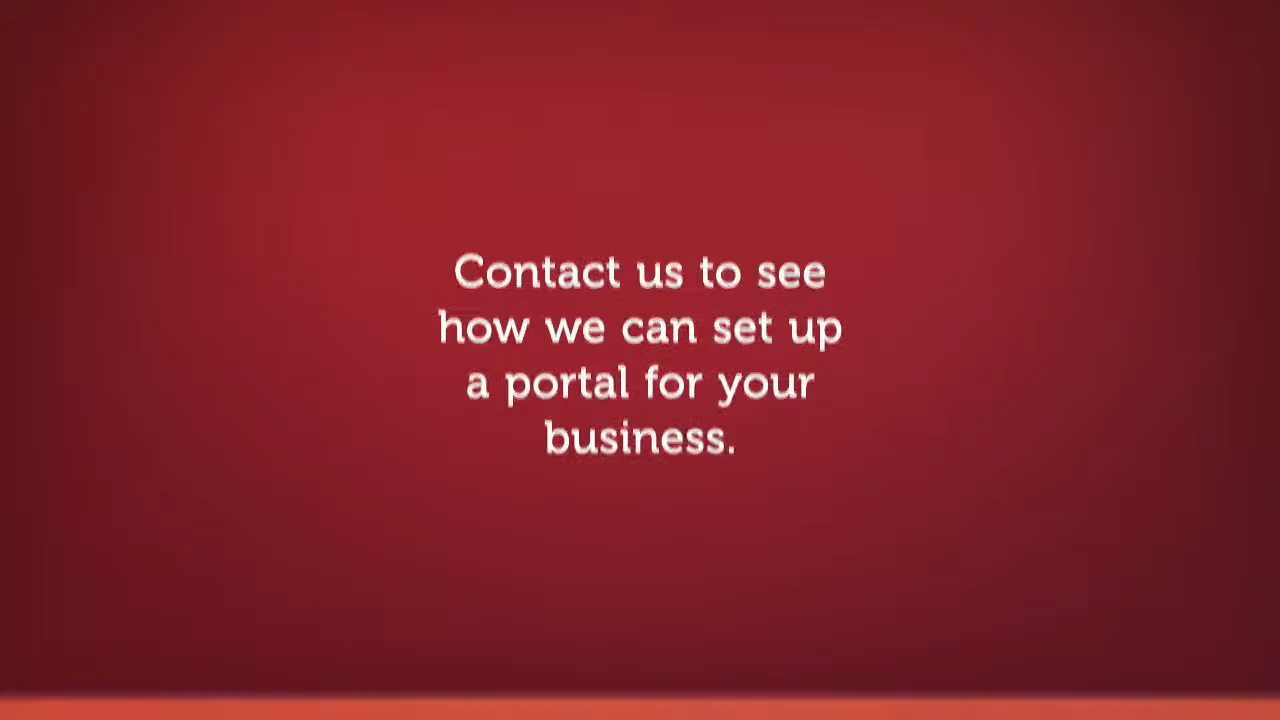 Contact us to see
how we can set up
a portal for your
business.